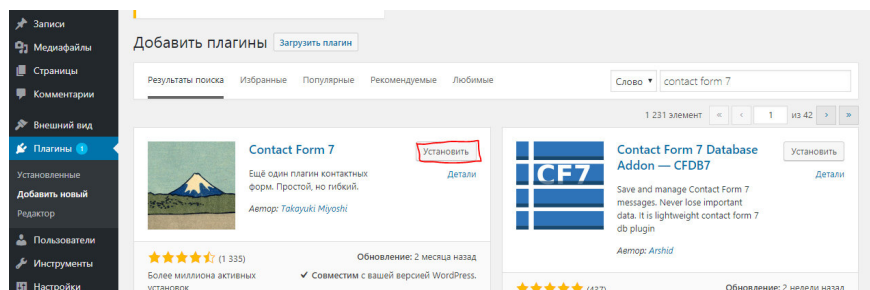 Записи
Медиафайлы
Страницы
Комментарии
Внешний вид
Плагины 1
Установленные
Добавить новый
Редактор
Пользователи
Инструменты
Настройки
Добавить плагины Загрузить плагин
Результаты поиска Избранные Популярные Рекомендуемые Любимые Слово contact form 7
1 231 элемент « ‹ 1 из 42 › »
Contact Form 7
Установить
Ещё один плагин контактных
форм. Простой, но гибкий.
Детали
Автор: Takayuki Miyoshi
(1 335)
Обновление: 2 месяца назад
Более миллиона активных
установок
Совместим с вашей версией WordPress.
CF7
Contact Form 7 Database
Addon — CFDB7
Установить
Детали
Save and manage Contact Form 7
messages. Never lose important
data. It is lightweight contact form 7
db plugin
Автор: Arshid
(437)
Обновление: 2 недели назад